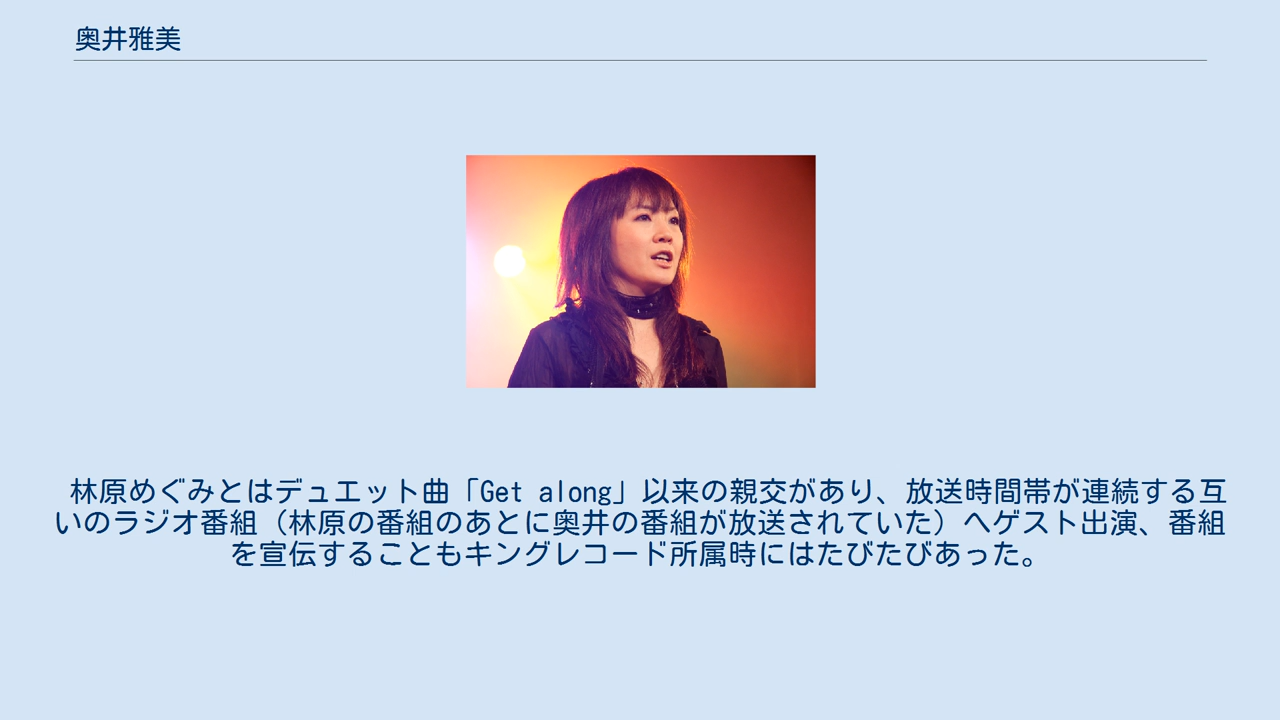 奥井雅美
林原めぐみとはデュエット曲「Get along」以来の親交があり、放送時間帯が連続する互
いのラジオ番組（林原の番組のあとに奥井の番組が放送されていた）へゲスト出演、番組
を宣伝することもキングレコード所属時にはたびたびあった。